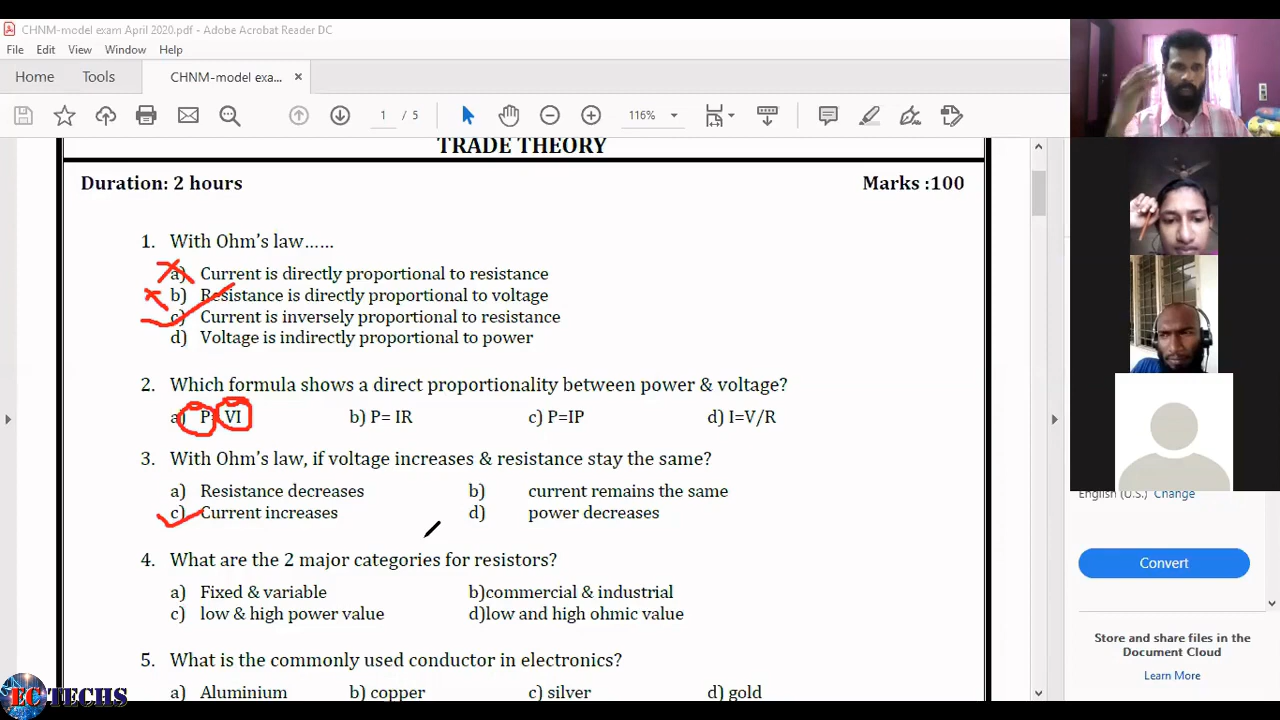 CHNM-model exam April 2020.pdf - Adobe Acrobat Reader DC
File Edit View Window Help
Home Tools CHNM-model exa... ×
1 / 5 116%
TRADE THEORY
Duration: 2 hours Marks :100
1. With Ohm's law......
a) Current is directly proportional to resistance
b) Resistance is directly proportional to voltage
c) Current is inversely proportional to resistance
d) Voltage is indirectly proportional to power
2. Which formula shows a direct proportionality between power & voltage?
a) P= VI b) P= IR c) P=IP d) I=V/R
3. With Ohm's law, if voltage increases & resistance stay the same?
a) Resistance decreases b) current remains the same
c) Current increases d) power decreases
4. What are the 2 major categories for resistors?
a) Fixed & variable b)commercial & industrial
c) low & high power value d)low and high ohmic value
5. What is the commonly used conductor in electronics?
a) Aluminium b) copper c) silver d) gold
English (U.S.) Change
Convert
Store and share files in the
Document Cloud
Learn More
EC TECHS